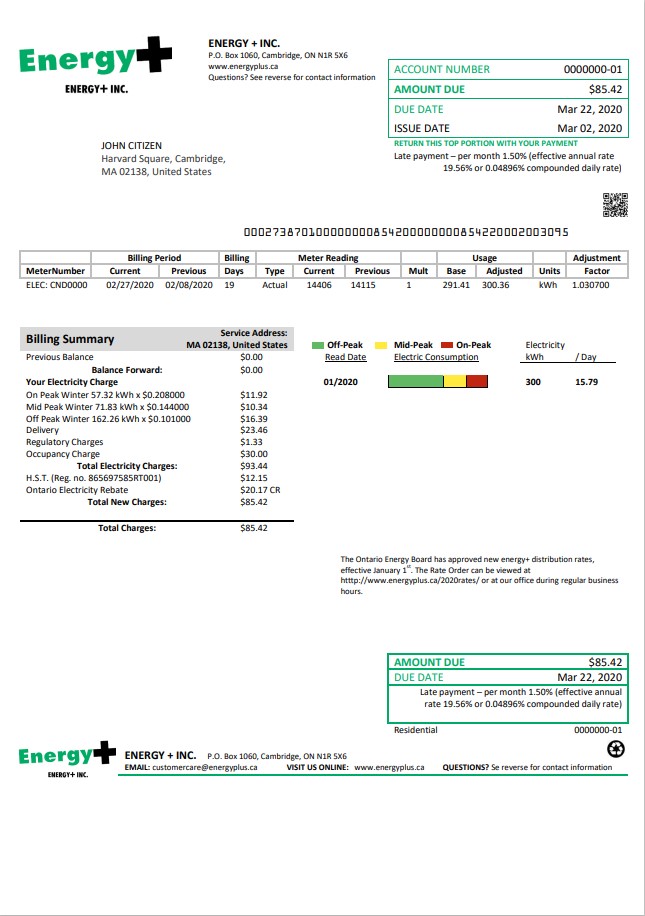 Energy+
ENERGY+ INC.
ENERGY + INC.
P.O. Box 1060, Cambridge, ON N1R 5X6
www.energyplus.ca
Questions? See reverse for contact information
ACCOUNT NUMBER 0000000-01
AMOUNT DUE $85.42
DUE DATE Mar 22, 2020
ISSUE DATE Mar 02, 2020
RETURN THIS TOP PORTION WITH YOUR PAYMENT
Late payment – per month 1.50% (effective annual rate
19.56% or 0.04896% compounded daily rate)
JOHN CITIZEN
Harvard Square, Cambridge,
MA 02138, United States
0002738701000000000854200000000854220002003095
Billing Period Billing Meter Reading Usage Adjustment
MeterNumber Current Previous Days Type Current Previous Mult Base Adjusted Units Factor
ELEC: CND0000 02/27/2020 02/08/2020 19 Actual 14406 14115 1 291.41 300.36 kWh 1.030700
Billing Summary
Service Address:
MA 02138, United States
Previous Balance $0.00
Balance Forward: $0.00
Your Electricity Charge
On Peak Winter 57.32 kWh x $0.208000 $11.92
Mid Peak Winter 71.83 kWh x $0.144000 $10.34
Off Peak Winter 162.26 kWh x $0.101000 $16.39
Delivery $23.46
Regulatory Charges $1.33
Occupancy Charge $30.00
Total Electricity Charges: $93.44
H.S.T. (Reg. no. 865697585RT001) $12.15
Ontario Electricity Rebate $20.17 CR
Total New Charges: $85.42
Total Charges: $85.42
Off-Peak Mid-Peak On-Peak Electricity
Read Date Electric Consumption kWh / Day
01/2020 300 15.79
The Ontario Energy Board has approved new energy+ distribution rates,
effective January 1st. The Rate Order can be viewed at
htttp://www.energyplus.ca/2020rates/ or at our office during regular business
hours.
AMOUNT DUE $85.42
DUE DATE Mar 22, 2020
Late payment – per month 1.50% (effective annual
rate 19.56% or 0.04896% compounded daily rate)
Residential 0000000-01
Energy+
ENERGY+ INC.
ENERGY + INC. P.O. Box 1060, Cambridge, ON N1R 5X6
EMAIL: customercare@energyplus.ca VISIT US ONLINE: www.energyplus.ca QUESTIONS? Se reverse for contact information